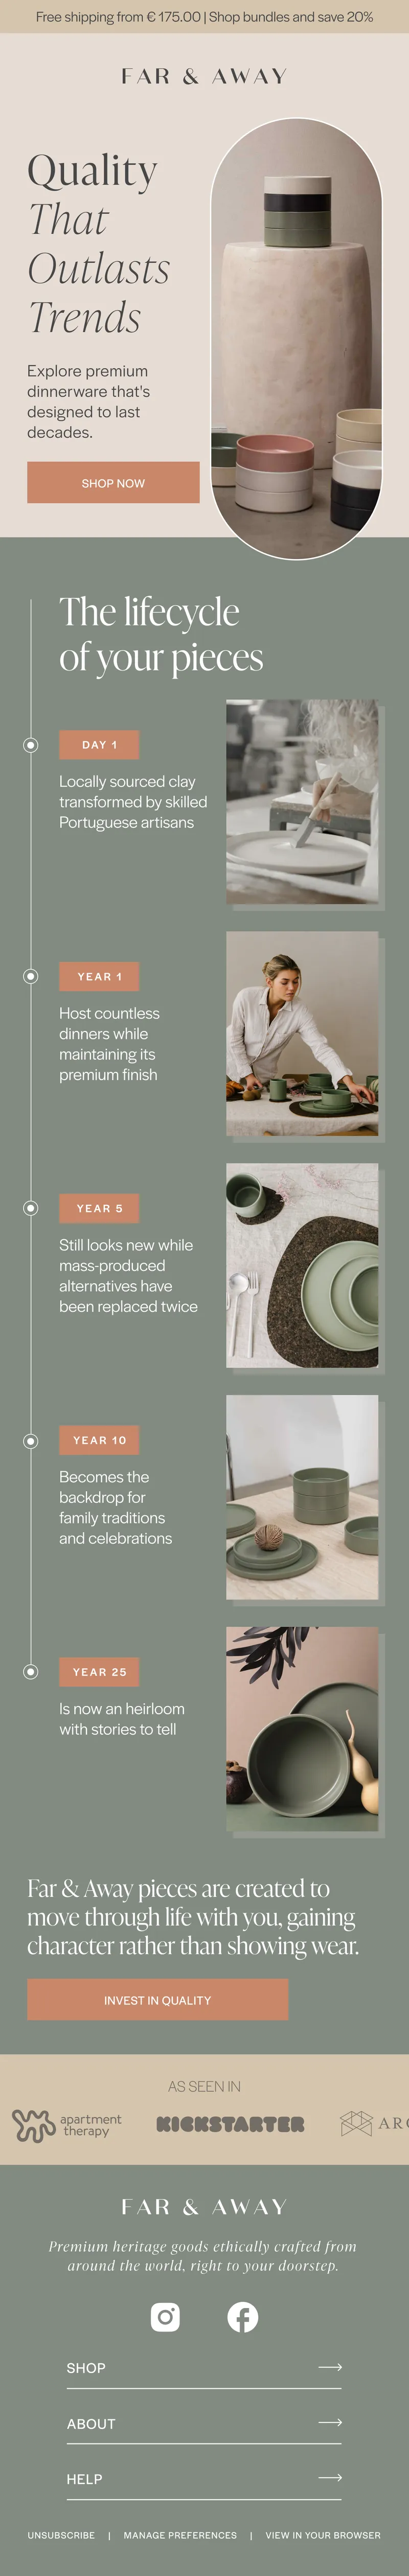 Free shipping from € 175.00 | Shop bundles and save 20%
FAR & AWAY
Quality
That
Outlasts
Trends
Explore premium
dinnerware that's
designed to last
decades.
SHOP NOW
The lifecycle
of your pieces
DAY 1
Locally sourced clay
transformed by skilled
Portuguese artisans
YEAR 1
Host countless
dinners while
maintaining its
premium finish
YEAR 5
Still looks new while
mass-produced
alternatives have
been replaced twice
YEAR 10
Becomes the
backdrop for
family traditions
and celebrations
YEAR 25
Is now an heirloom
with stories to tell
Far & Away pieces are created to
move through life with you, gaining
character rather than showing wear.
INVEST IN QUALITY
AS SEEN IN
apartment
therapy
KICKSTARTER
FAR & AWAY
Premium heritage goods ethically crafted from
around the world, right to your doorstep.
SHOP
ABOUT
HELP
UNSUBSCRIBE | MANAGE PREFERENCES | VIEW IN YOUR BROWSER